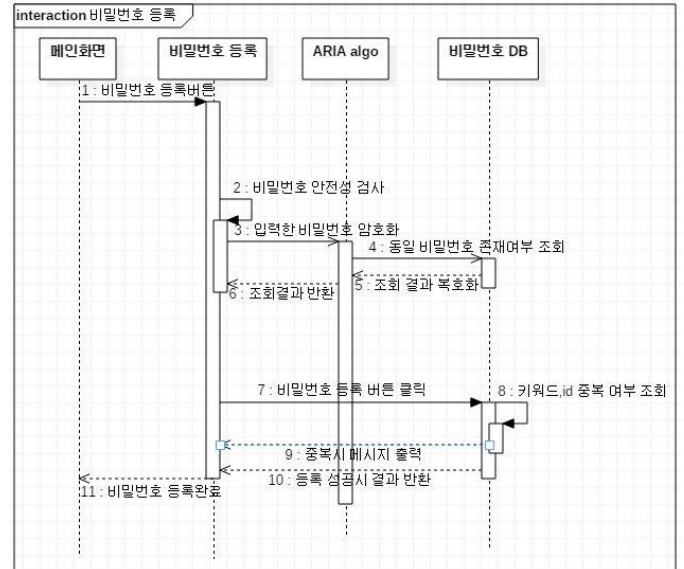 interaction 비밀번호 등록
메인화면
비밀번호 등록
ARIA algo
비밀번호 DB
1 : 비밀번호 등록버튼
2 : 비밀번호 안전성 검사
3 : 입력한 비밀번호 암호화
4 : 동일 비밀번호 존재여부 조회
5 : 조회 결과 복호화
6 : 조회결과 반환
7 : 비밀번호 등록 버튼 클릭
8 : 키워드,id 중복 여부 조회
9 : 중복시 메시지 출력
10 : 등록 성공시 결과 반환
11 : 비밀번호 등록완료